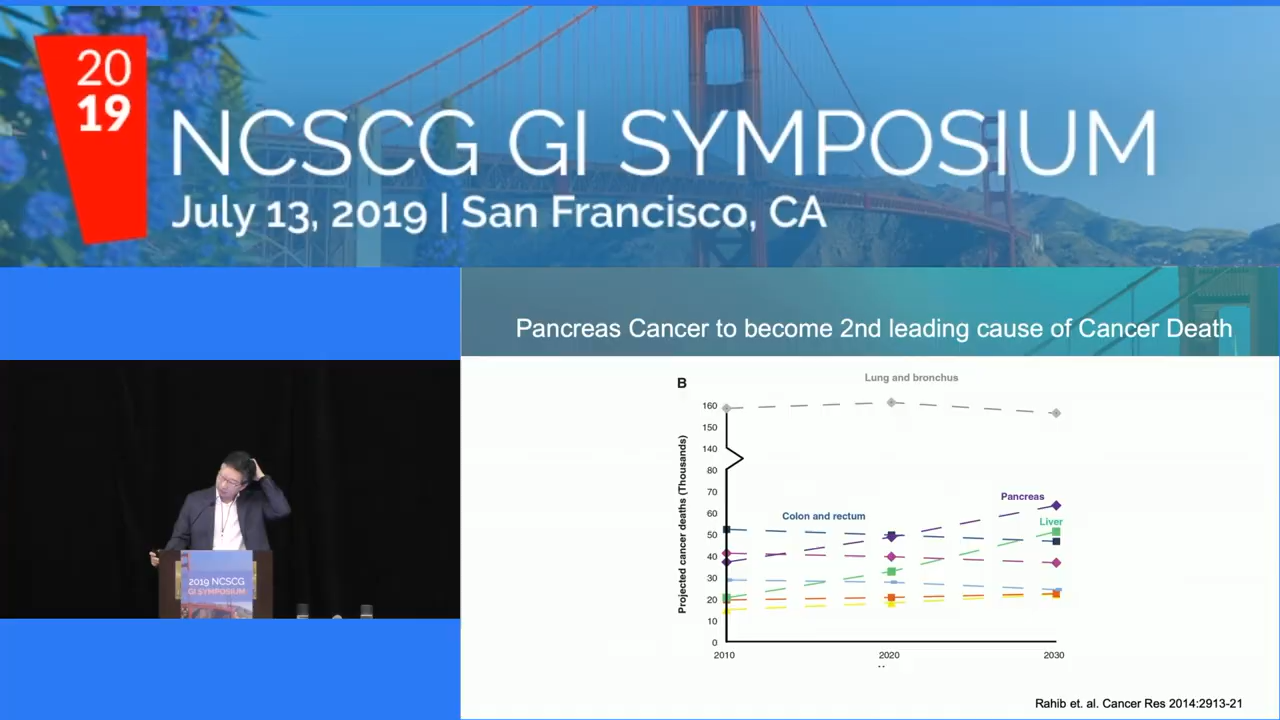 20
19
NCSCG GI SYMPOSIUM
July 13, 2019 | San Francisco, CA
Pancreas Cancer to become 2nd leading cause of Cancer Death
B
Lung and bronchus
160
150
140
80
70
60
50
40
30
20
10
0
Projected cancer deaths (Thousands)
Pancreas
Colon and rectum
Liver
2010
2020
2030
2019 NCSCG
GI SYMPOSIUM
Rahib et. al. Cancer Res 2014:2913-21